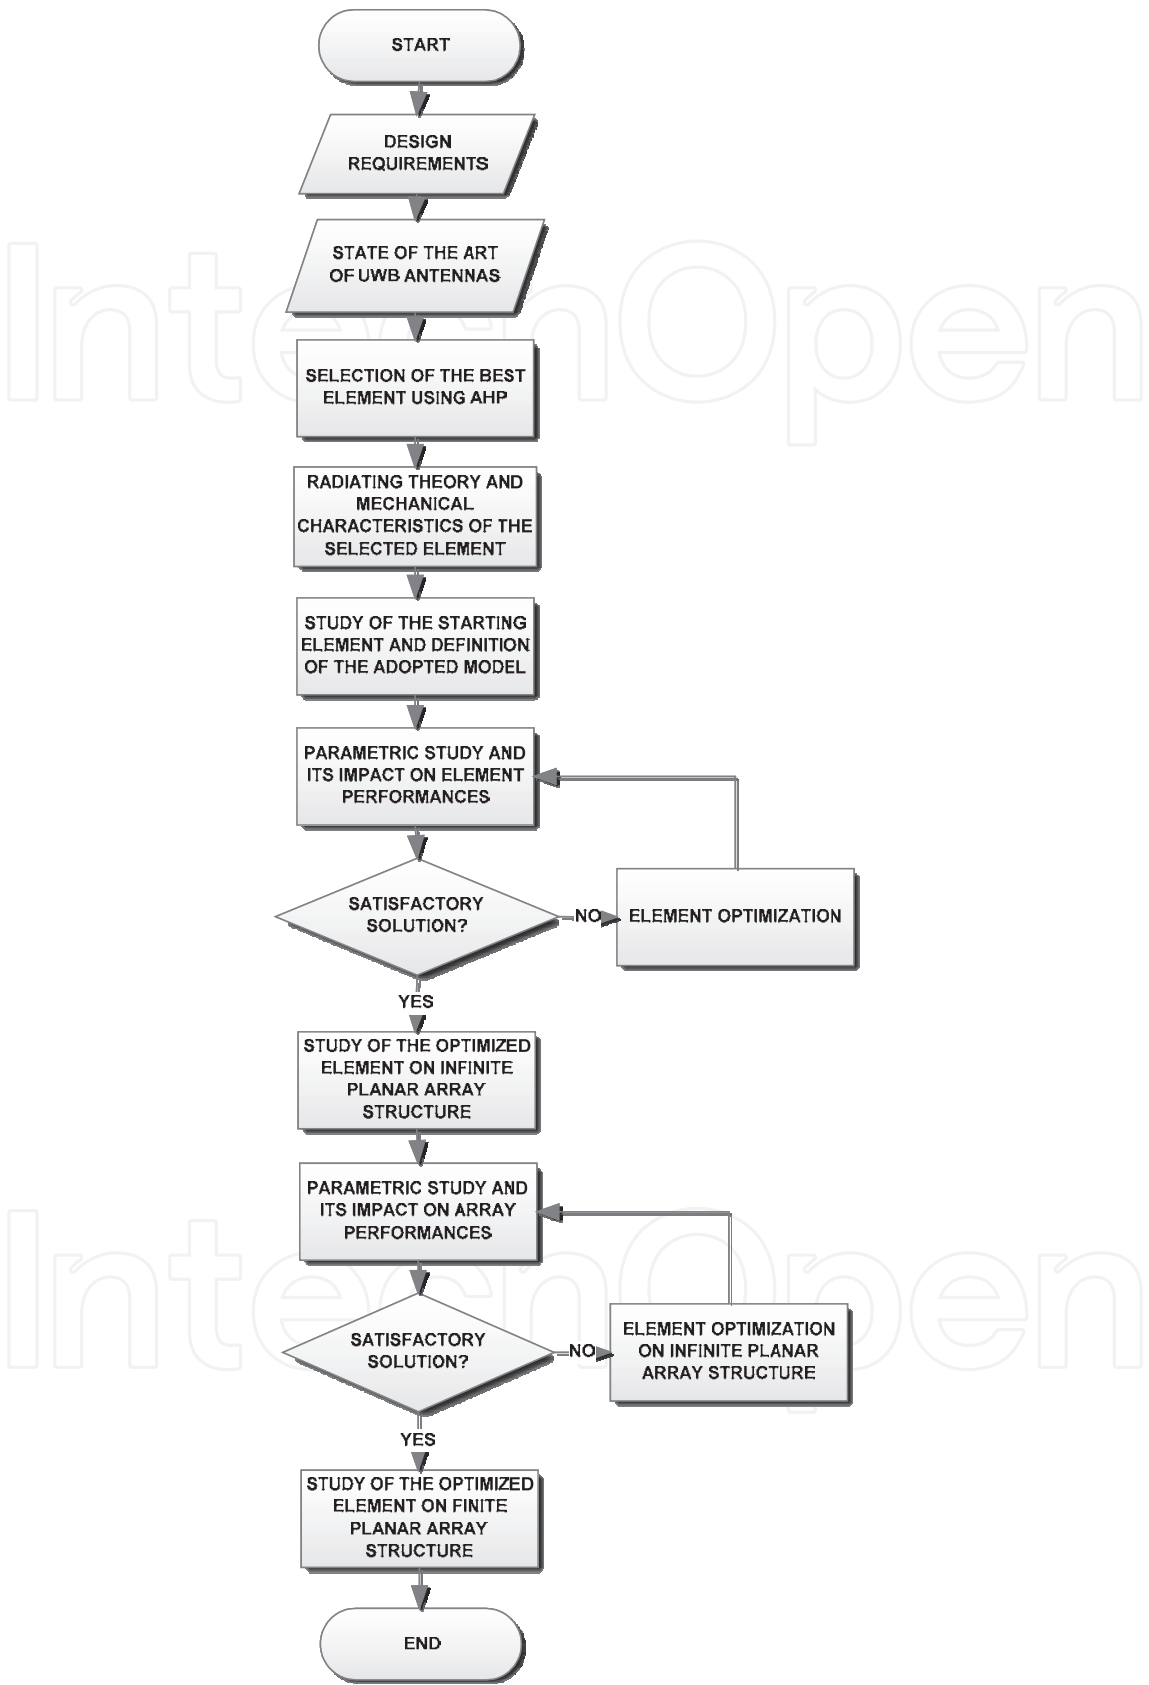 START
DESIGN
REQUIREMENTS
STATE OF THE ART
OF UWB ANTENNAS
IntechOpen
SELECTION OF THE BEST
ELEMENT USING AHP
RADIATING THEORY AND
MECHANICAL
CHARACTERISTICS OF THE
SELECTED ELEMENT
STUDY OF THE STARTING
ELEMENT AND DEFINITION
OF THE ADOPTED MODEL
PARAMETRIC STUDY AND
ITS IMPACT ON ELEMENT
PERFORMANCES
SATISFACTORY
SOLUTION?
NO
ELEMENT OPTIMIZATION
YES
STUDY OF THE OPTIMIZED
ELEMENT ON INFINITE
PLANAR ARRAY
STRUCTURE
PARAMETRIC STUDY AND
ITS IMPACT ON ARRAY
PERFORMANCES
IntechOpen
SATISFACTORY
SOLUTION?
NO
ELEMENT OPTIMIZATION
ON INFINITE PLANAR
ARRAY STRUCTURE
YES
STUDY OF THE OPTIMIZED
ELEMENT ON FINITE
PLANAR ARRAY
STRUCTURE
END